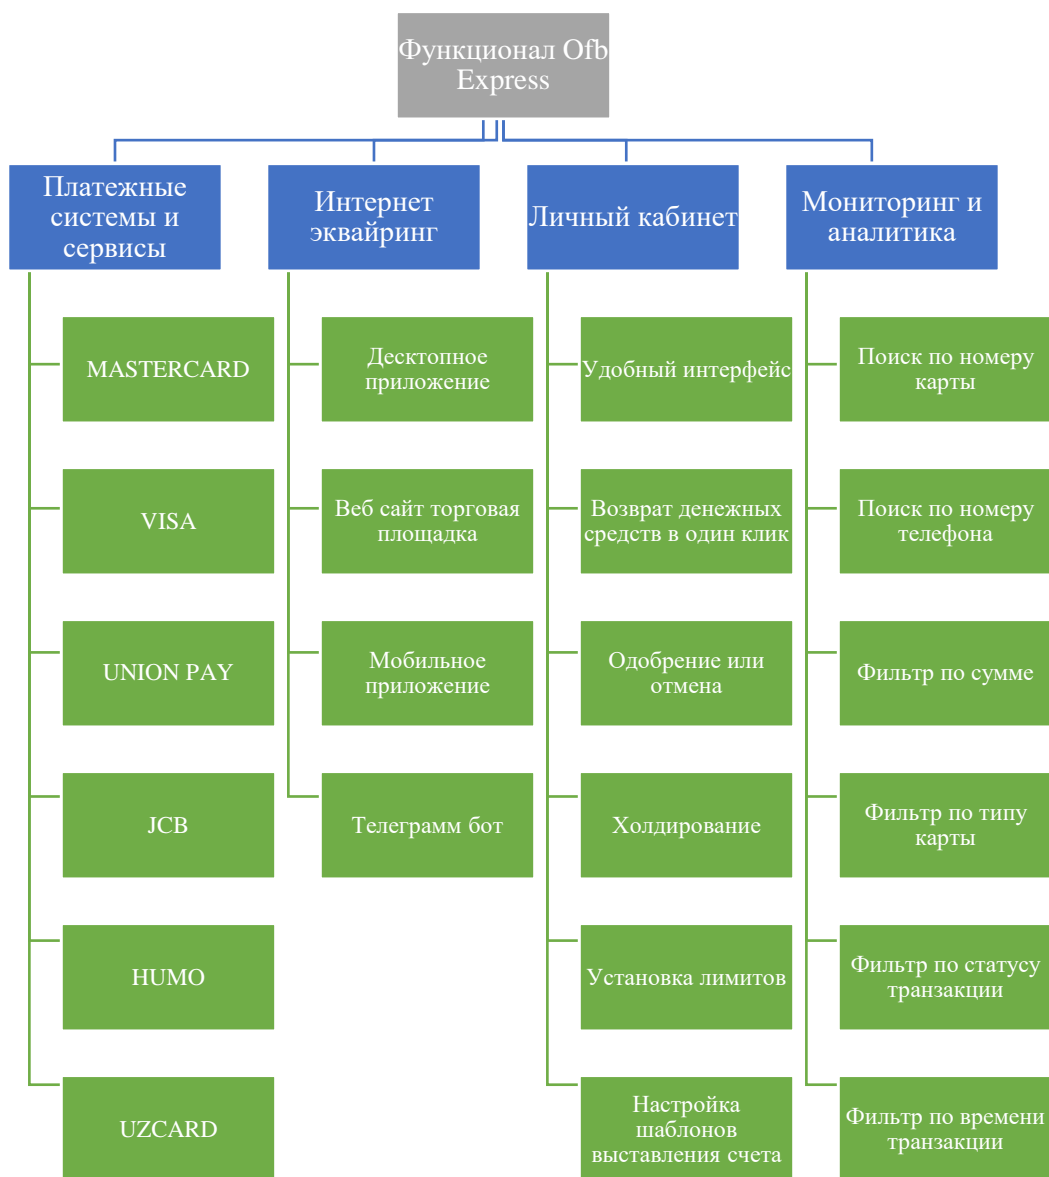 Функционал Ofb
Express
Платежные
системы и
сервисы
MASTERCARD
VISA
UNION PAY
JCB
HUMO
UZCARD
Интернет
эквайринг
Десктопное
приложение
Веб сайт торговая
площадка
Мобильное
приложение
Телеграмм бот
Личный кабинет
Удобный интерфейс
Возврат денежных
средств в один клик
Одобрение или
отмена
Холдирование
Установка лимитов
Настройка
шаблонов
выставления счета
Мониторинг и
аналитика
Поиск по номеру
карты
Поиск по номеру
телефона
Фильтр по сумме
Фильтр по типу
карты
Фильтр по статусу
транзакции
Фильтр по времени
транзакции